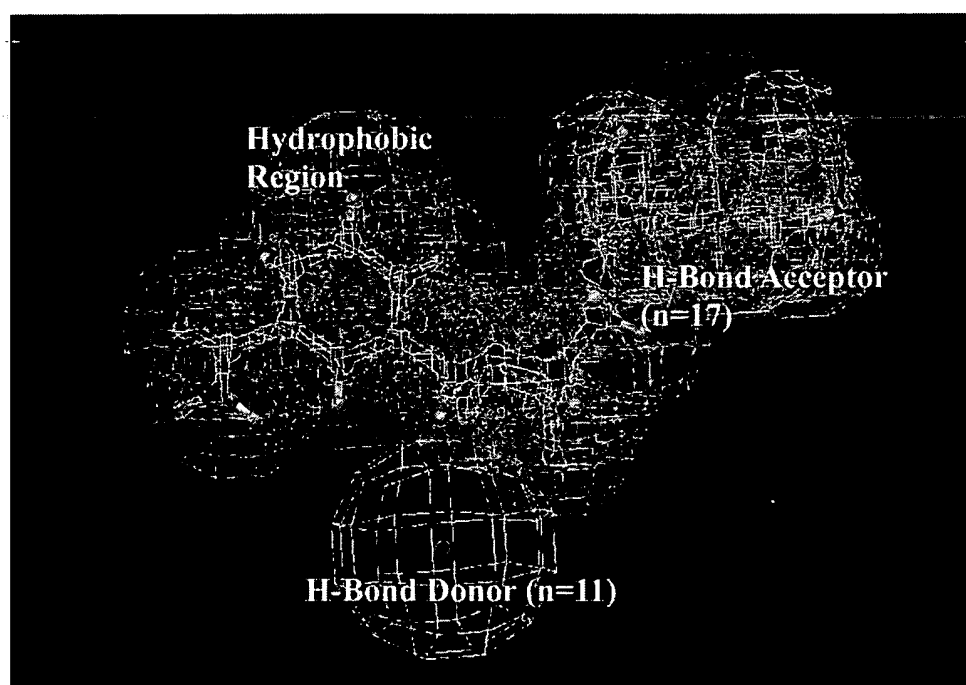 Hydrophobic
Region
H-Bond Acceptor
(n=17)
H-Bond Donor (n=11)